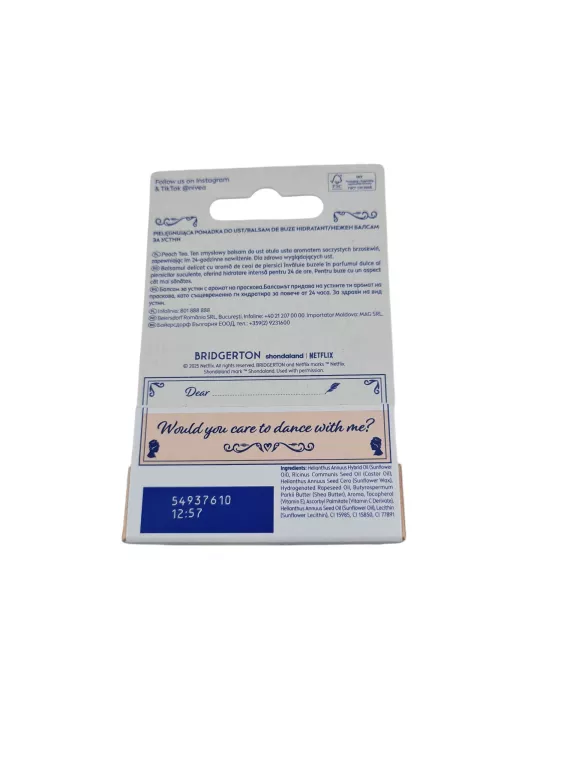 Follow us on Instagram
& TikTok @nivea
FSC
PIELĘGNUJĄCA POMADKA DO UST/BALSAM DE BUZE HIDRATANT/НЕЖЕН БАЛСАМ
ЗА УСТНИ
Peach Tea. Ten zmysłowy balsam do ust otula usta aromatem soczystych brzoskwiń,
zapewniając im 24-godzinne nawilżenie. Dla zdrowo wyglądających ust.
Balsamul delicat cu aromă de ceai de piersici învăluie buzele în parfumul dulce al
piersicilor suculente, oferind hidratare intensă pentru 24 de ore. Pentru buze cu un aspect
cât mai sănătos.
Балсам за устни с аромат на праскова. Балсамът придава на устните ти аромат на
праскова, като същевременно ги хидратира за повече от 24 часа. За здрави на вид
устни.
Infolinia: 801 888 888
Beiersdorf România SRL, București, Infoline: +40 21 207 00 00. Importator Moldova: MAG SRL.
Байерсдорф България ЕООД, тел.: +359(2) 9231600
BRIDGERTON shondaland | NETFLIX
© 2025 Netflix. All rights reserved. BRIDGERTON and Netflix marks ™ Netflix.
Shondaland mark ™ Shondaland. Used with permission.
Dear
Would you care to dance with me?
54937610
12:57
Ingredients: Helianthus Annuus Hybrid Oil (Sunflower
Oil), Ricinus Communis Seed Oil (Castor Oil),
Helianthus Annuus Seed Cera (Sunflower Wax),
Hydrogenated Rapeseed Oil, Butyrospermum
Parkii Butter (Shea Butter), Aroma, Tocopherol
(Vitamin E), Ascorbyl Palmitate (Vitamin C Derivate),
Helianthus Annuus Seed Oil (Sunflower Oil), Lecithin
(Sunflower Lecithin), CI 15985, CI 15850, CI 77891